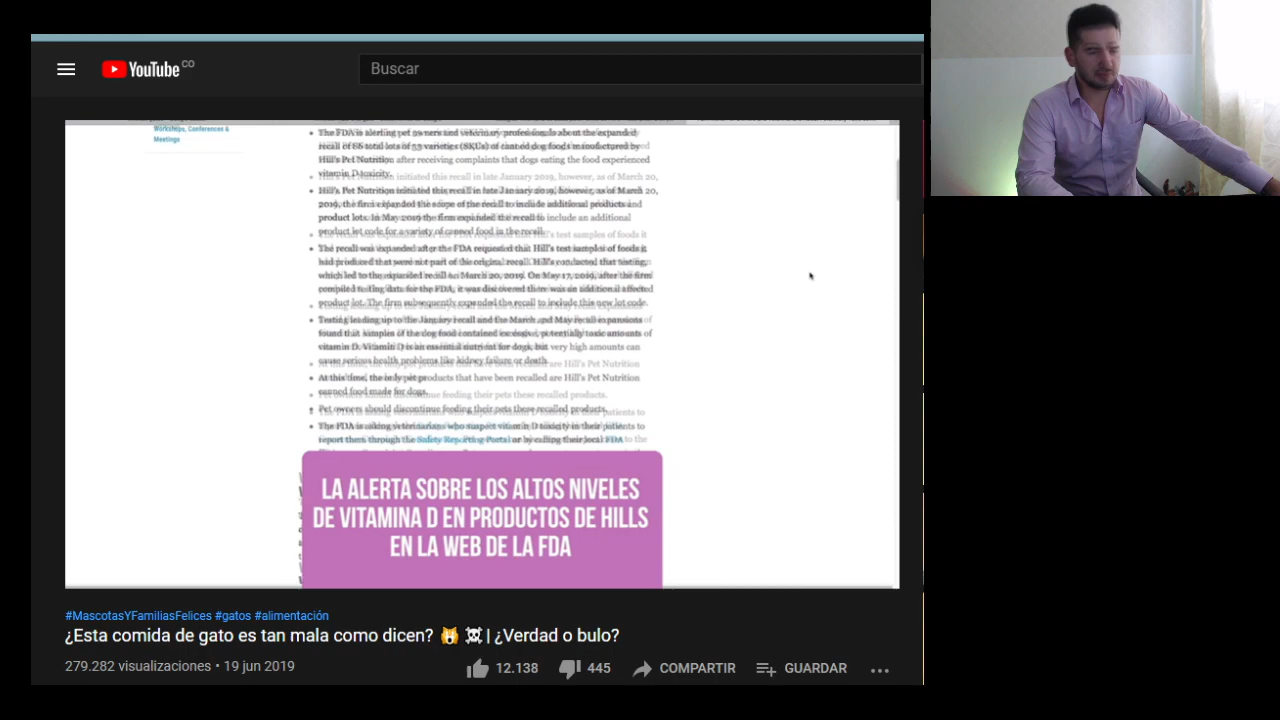 YouTube CO
Buscar
Workshops, Conferences &
Meetings
The FDA is alerting pet owners and veterinary professionals about the expanded
recall of 86 total lots of 33 varieties (SKUs) of canned dog foods manufactured by
Hill's Pet Nutrition after receiving complaints that dogs eating the food experienced
vitamin D toxicity.
Hill's Pet Nutrition initiated this recall in late January 2019, however, as of March 20,
2019, the firm expanded the scope of the recall to include additional products and
product lots. In May 2019 the firm expanded the recall to include an additional
product lot code for a variety of canned food in the recall.
The recall was expanded after the FDA requested that Hill's test samples of foods it
had produced that were not part of the original recall. Hill's conducted that testing,
which led to the expanded recall on March 20, 2019. On May 17, 2019, after the firm
compiled testing data for the FDA, it was discovered there was an additional affected
product lot. The firm subsequently expanded the recall to include this new lot code.
Testing leading up to the January recall and the March and May recall expansions
found that samples of the dog food contained excessive, potentially toxic amounts of
vitamin D. Vitamin D is an essential nutrient for dogs, but very high amounts can
cause serious health problems like kidney failure or death.
At this time, the only pet products that have been recalled are Hill's Pet Nutrition
canned food made for dogs.
Pet owners should discontinue feeding their pets these recalled products.
The FDA is asking veterinarians who suspect vitamin D toxicity in their patients to
report them through the Safety Reporting Portal or by calling their local FDA
LA ALERTA SOBRE LOS ALTOS NIVELES
DE VITAMINA D EN PRODUCTOS DE HILLS
EN LA WEB DE LA FDA
#MascotasYFamiliasFelices #gatos #alimentación
¿Esta comida de gato es tan mala como dicen? 🙀 ☠ | ¿Verdad o bulo?
279.282 visualizaciones • 19 jun 2019
12.138
445
COMPARTIR
GUARDAR